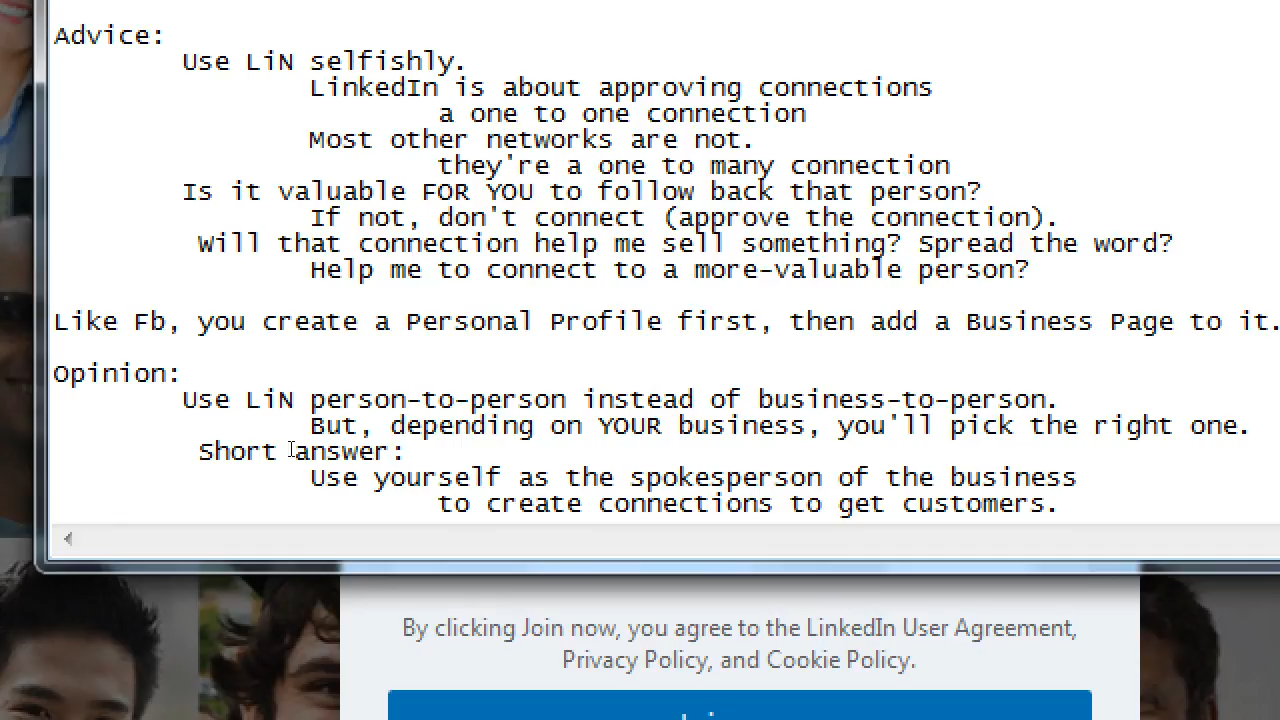 Advice:
Use LiN selfishly.
LinkedIn is about approving connections
a one to one connection
Most other networks are not.
they're a one to many connection
Is it valuable FOR YOU to follow back that person?
If not, don't connect (approve the connection).
Will that connection help me sell something? Spread the word?
Help me to connect to a more-valuable person?
Like Fb, you create a Personal Profile first, then add a Business Page to it.
Opinion:
Use LiN person-to-person instead of business-to-person.
But, depending on YOUR business, you'll pick the right one.
Short answer:
Use yourself as the spokesperson of the business
to create connections to get customers.
By clicking Join now, you agree to the LinkedIn User Agreement,
Privacy Policy, and Cookie Policy.